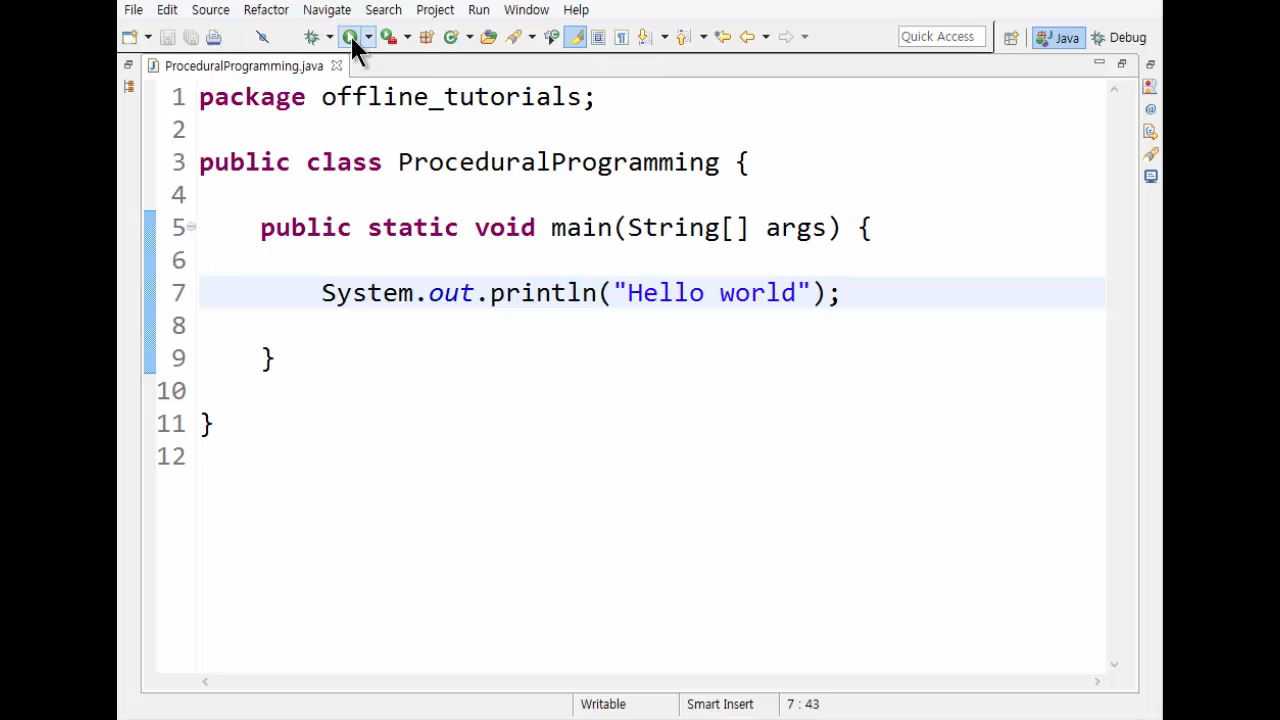 File Edit Source Refactor Navigate Search Project Run Window Help
Quick Access Java Debug
ProceduralProgramming.java
1 package offline_tutorials;
2
3 public class ProceduralProgramming {
4
5 public static void main(String[] args) {
6
7 System.out.println("Hello world");
8
9 }
10
11 }
12
Writable Smart Insert 7 : 43